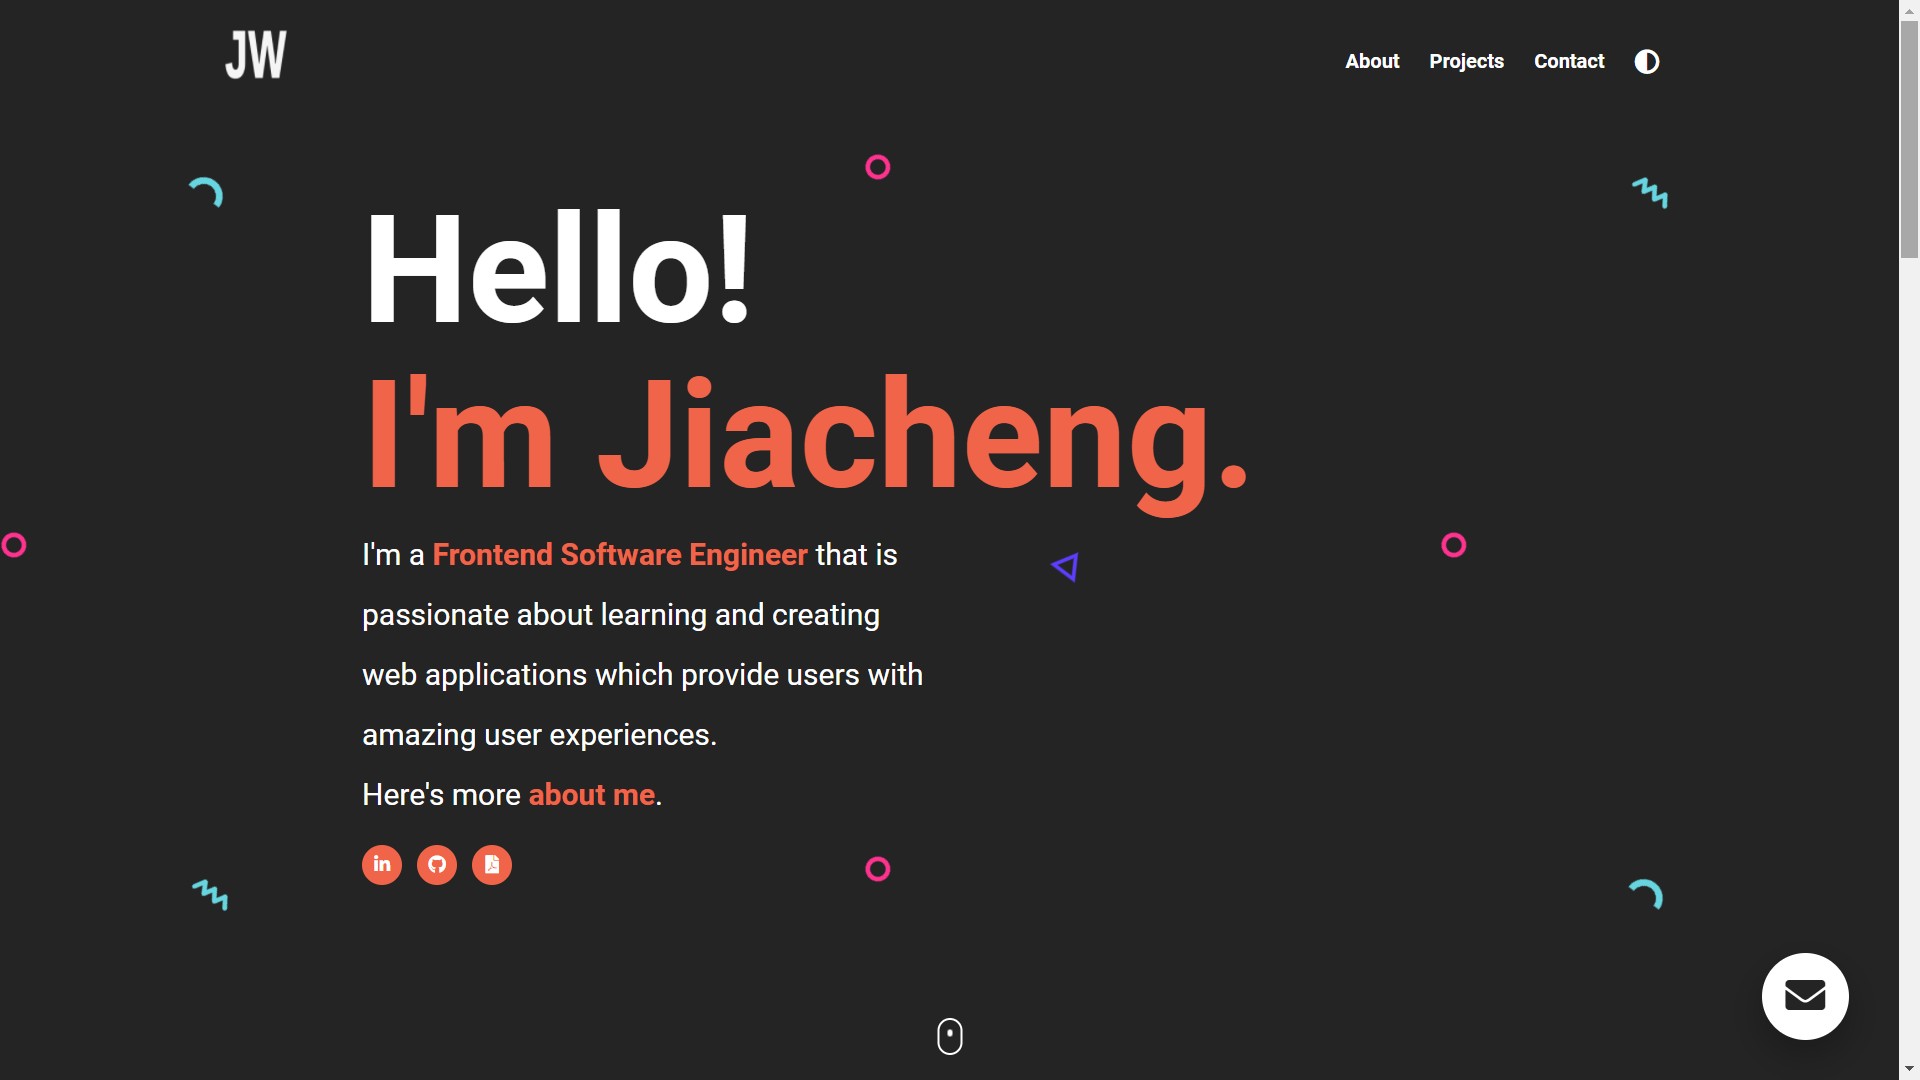 JW
About
Projects
Contact
Hello!
I'm Jiacheng.
I'm a Frontend Software Engineer that is
passionate about learning and creating
web applications which provide users with
amazing user experiences.
Here's more about me.
in